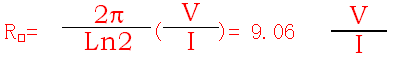 R□= 2π/Ln2 (V/I)= 9.06 V/I